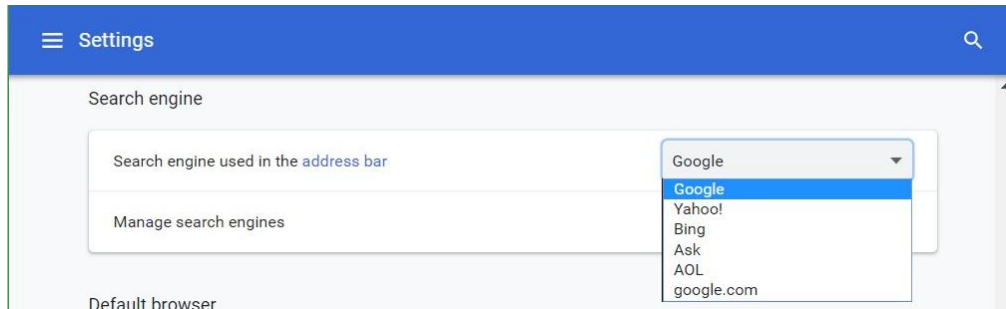 Settings
Search engine
Search engine used in the address bar
Google
Google
Yahoo!
Manage search engines
Bing
Ask
AOL
google.com
Default browser